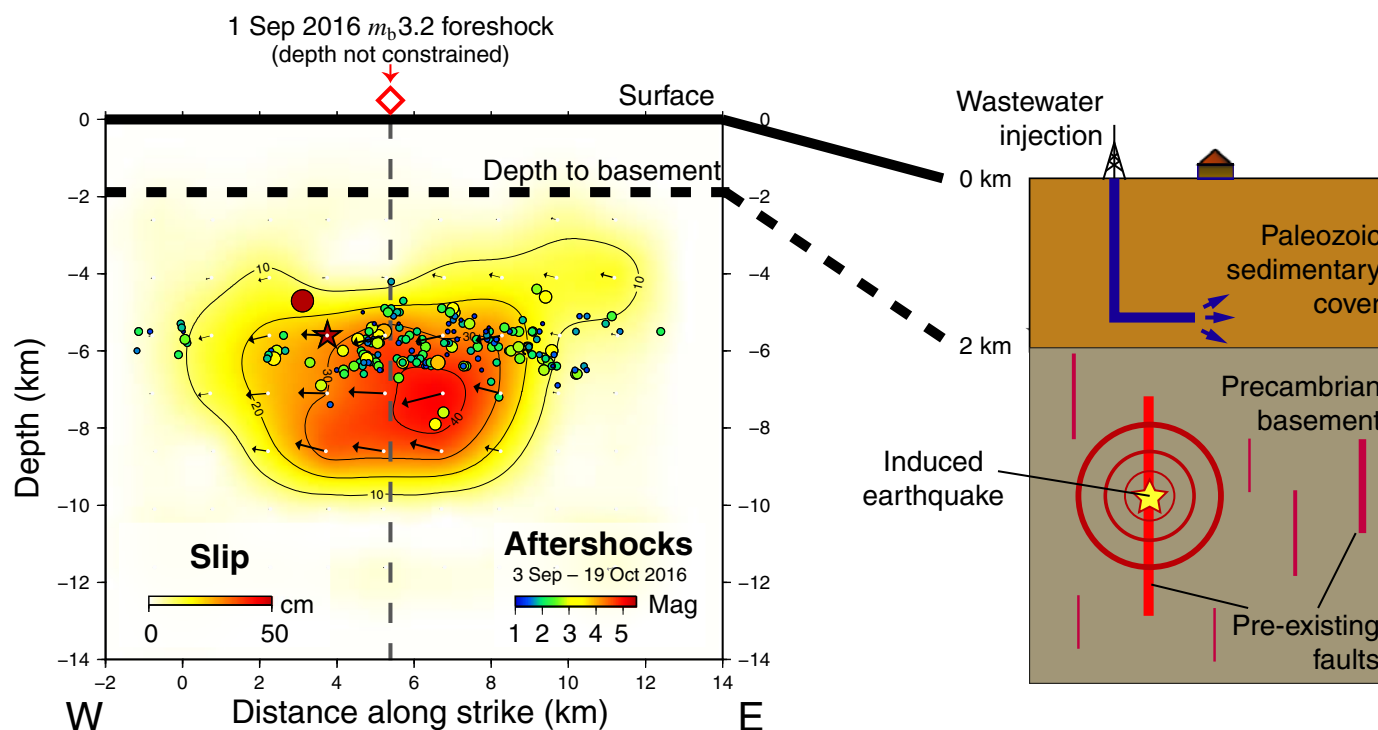 1 Sep 2016 mb3.2 foreshock
(depth not constrained)
Surface
Depth to basement
0
−2
−4
−6
−8
−10
−12
−14
Depth (km)
0
−2
−4
−6
−8
−10
−12
−14
10
10
20
30
30
40
10
Slip
cm
0
50
Aftershocks
3 Sep – 19 Oct 2016
Mag
1 2 3 4 5
−2 0 2 4 6 8 10 12 14
W
Distance along strike (km)
E
Wastewater
injection
0 km
2 km
Paleozoic
sedimentary
cover
Precambrian
basement
Induced
earthquake
Pre-existing
faults